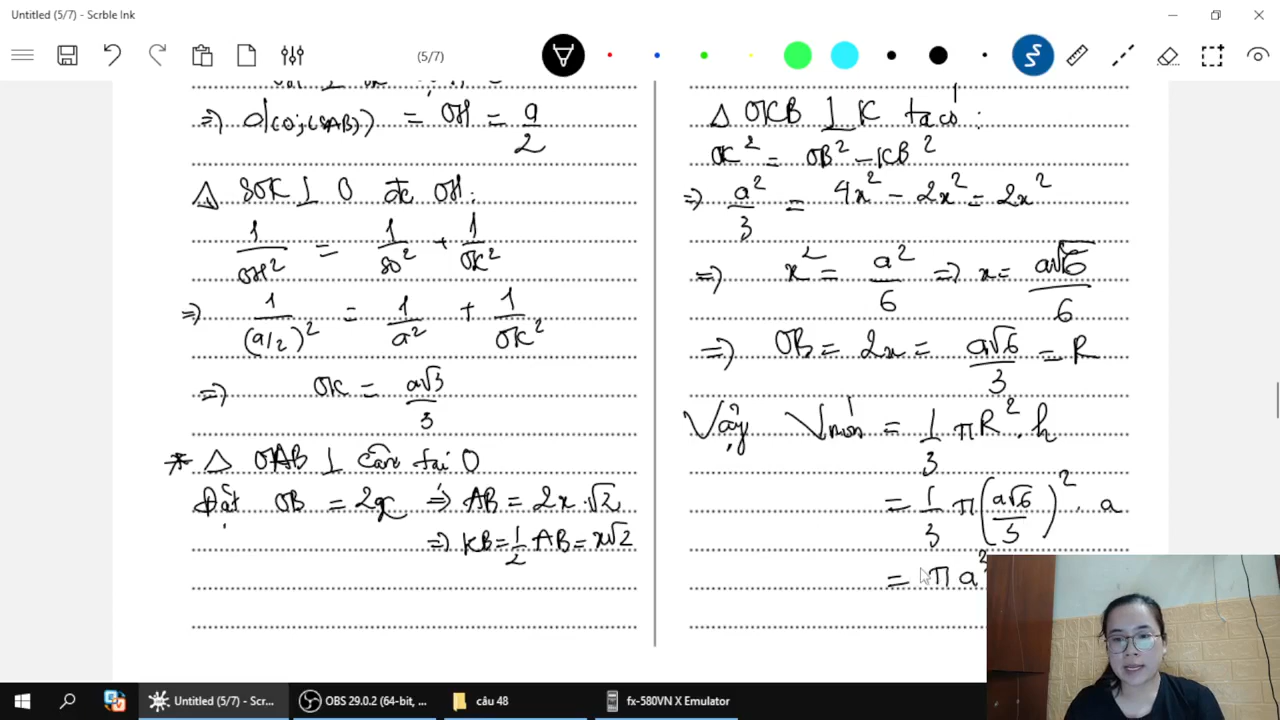 Untitled (5/7) - Scrble Ink
(5/7)
⇒ d(O;(SAB)) = OH = a/2
Δ SOK ⊥ O đc OH:
1/OH² = 1/SO² + 1/OK²
⇒ 1/(a/2)² = 1/a² + 1/OK²
⇒ OK = a√3/3
* Δ OAB ⊥ cân tại O
Đặt OB = 2x ⇒ AB = 2x.√2
⇒ KB = 1/2 AB = x√2
Δ OKB ⊥ K ta có:
OK² = OB² - KB²
⇒ a²/3 = 4x² - 2x² = 2x²
⇒ x² = a²/6 ⇒ x = a√6/6
⇒ OB = 2x = a√6/3 = R
Vậy Vnón = 1/3 πR².h
= 1/3 π(a√6/3)². a
= π a²
Untitled (5/7) - Scr...
OBS 29.0.2 (64-bit, ...
câu 48
fx-580VN X Emulator